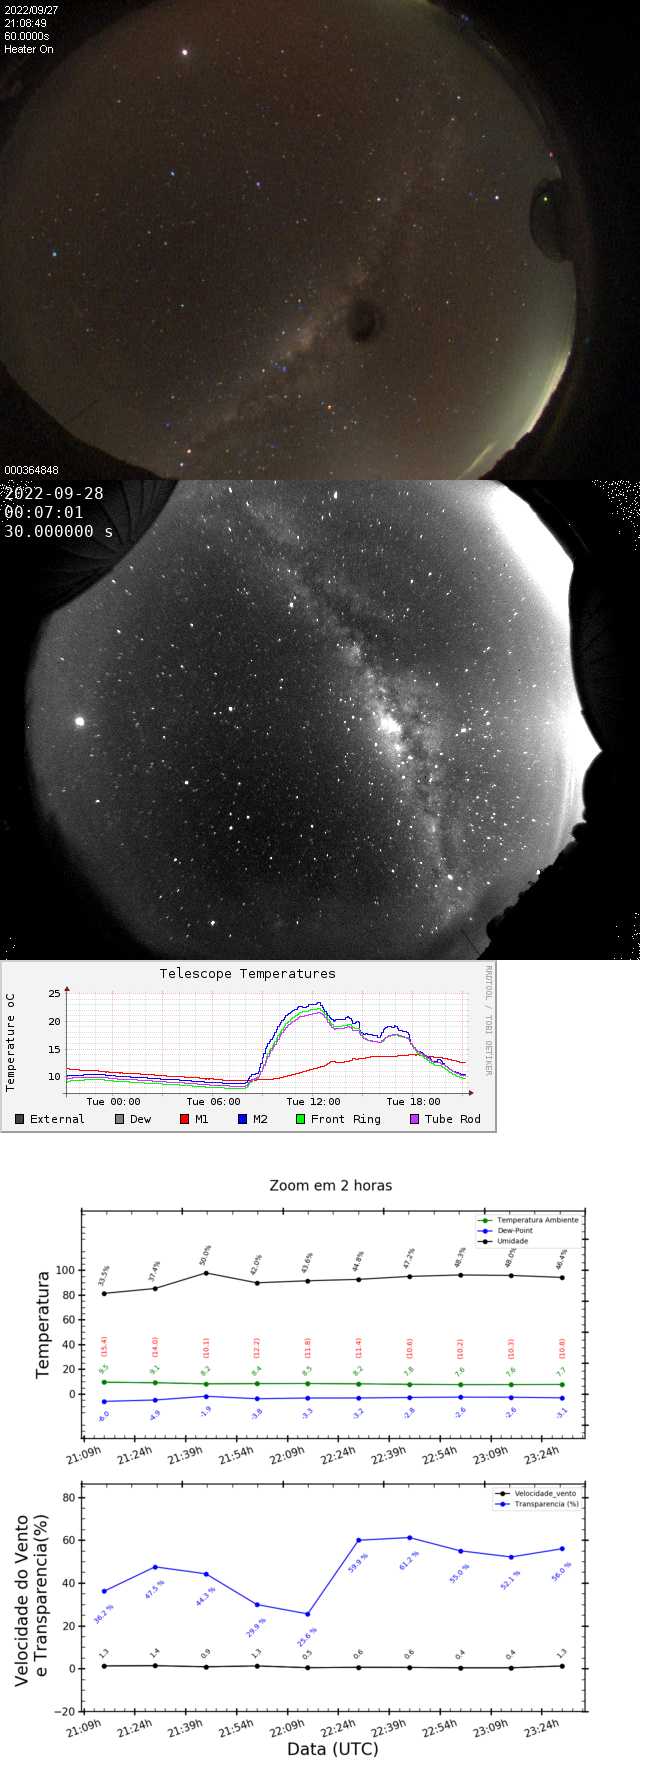 2022/09/27
21:08:49
60.0000s
Heater On
000364848
2022-09-28
00:07:01
30.000000 s
Telescope Temperatures
RRDTOOL / TOBI OETIKER
Temperature oC
25
20
15
10
Tue 00:00 Tue 06:00 Tue 12:00 Tue 18:00
External Dew M1 M2 Front Ring Tube Rod
Zoom em 2 horas
Temperatura Ambiente
Dew-Point
Umidade
Temperatura
100
80
60
40
20
0
33.5% 37.4% 50.0% 42.0% 43.6% 44.8% 47.2% 48.3% 48.0% 46.4%
(15.4) (14.0) (10.1) (12.2) (11.8) (11.4) (10.6) (10.2) (10.3) (10.8)
9.5 9.1 8.2 8.4 8.5 8.2 7.8 7.6 7.6 7.7
-6.0 -4.9 -1.9 -3.8 -3.3 -3.2 -2.8 -2.6 -2.6 -3.1
21:09h 21:24h 21:39h 21:54h 22:09h 22:24h 22:39h 22:54h 23:09h 23:24h
Velocidade_vento
Transparencia (%)
Velocidade do Vento
e Transparencia(%)
80
60
40
20
0
−20
36.2 % 47.5 % 44.3 % 29.9 % 25.6 % 59.9 % 61.2 % 55.0 % 52.1 % 56.0 %
1.3 1.4 0.9 1.3 0.5 0.6 0.6 0.4 0.4 1.3
21:09h 21:24h 21:39h 21:54h 22:09h 22:24h 22:39h 22:54h 23:09h 23:24h
Data (UTC)